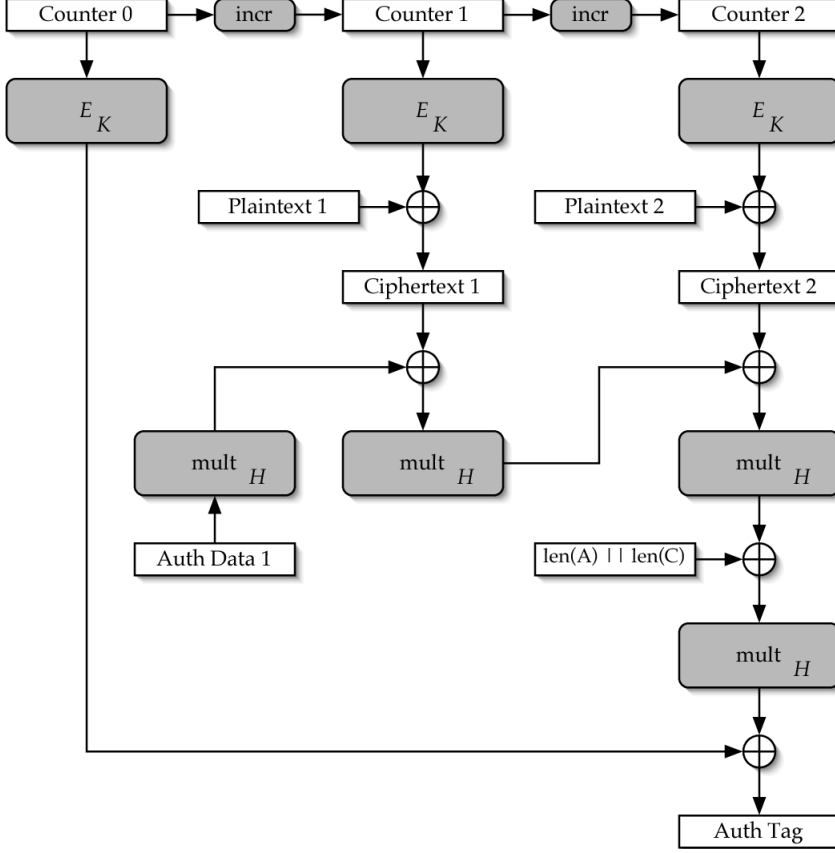 Counter 0
incr
Counter 1
incr
Counter 2
E K
E K
E K
Plaintext 1
Plaintext 2
Ciphertext 1
Ciphertext 2
mult H
mult H
mult H
Auth Data 1
len(A) || len(C)
mult H
Auth Tag